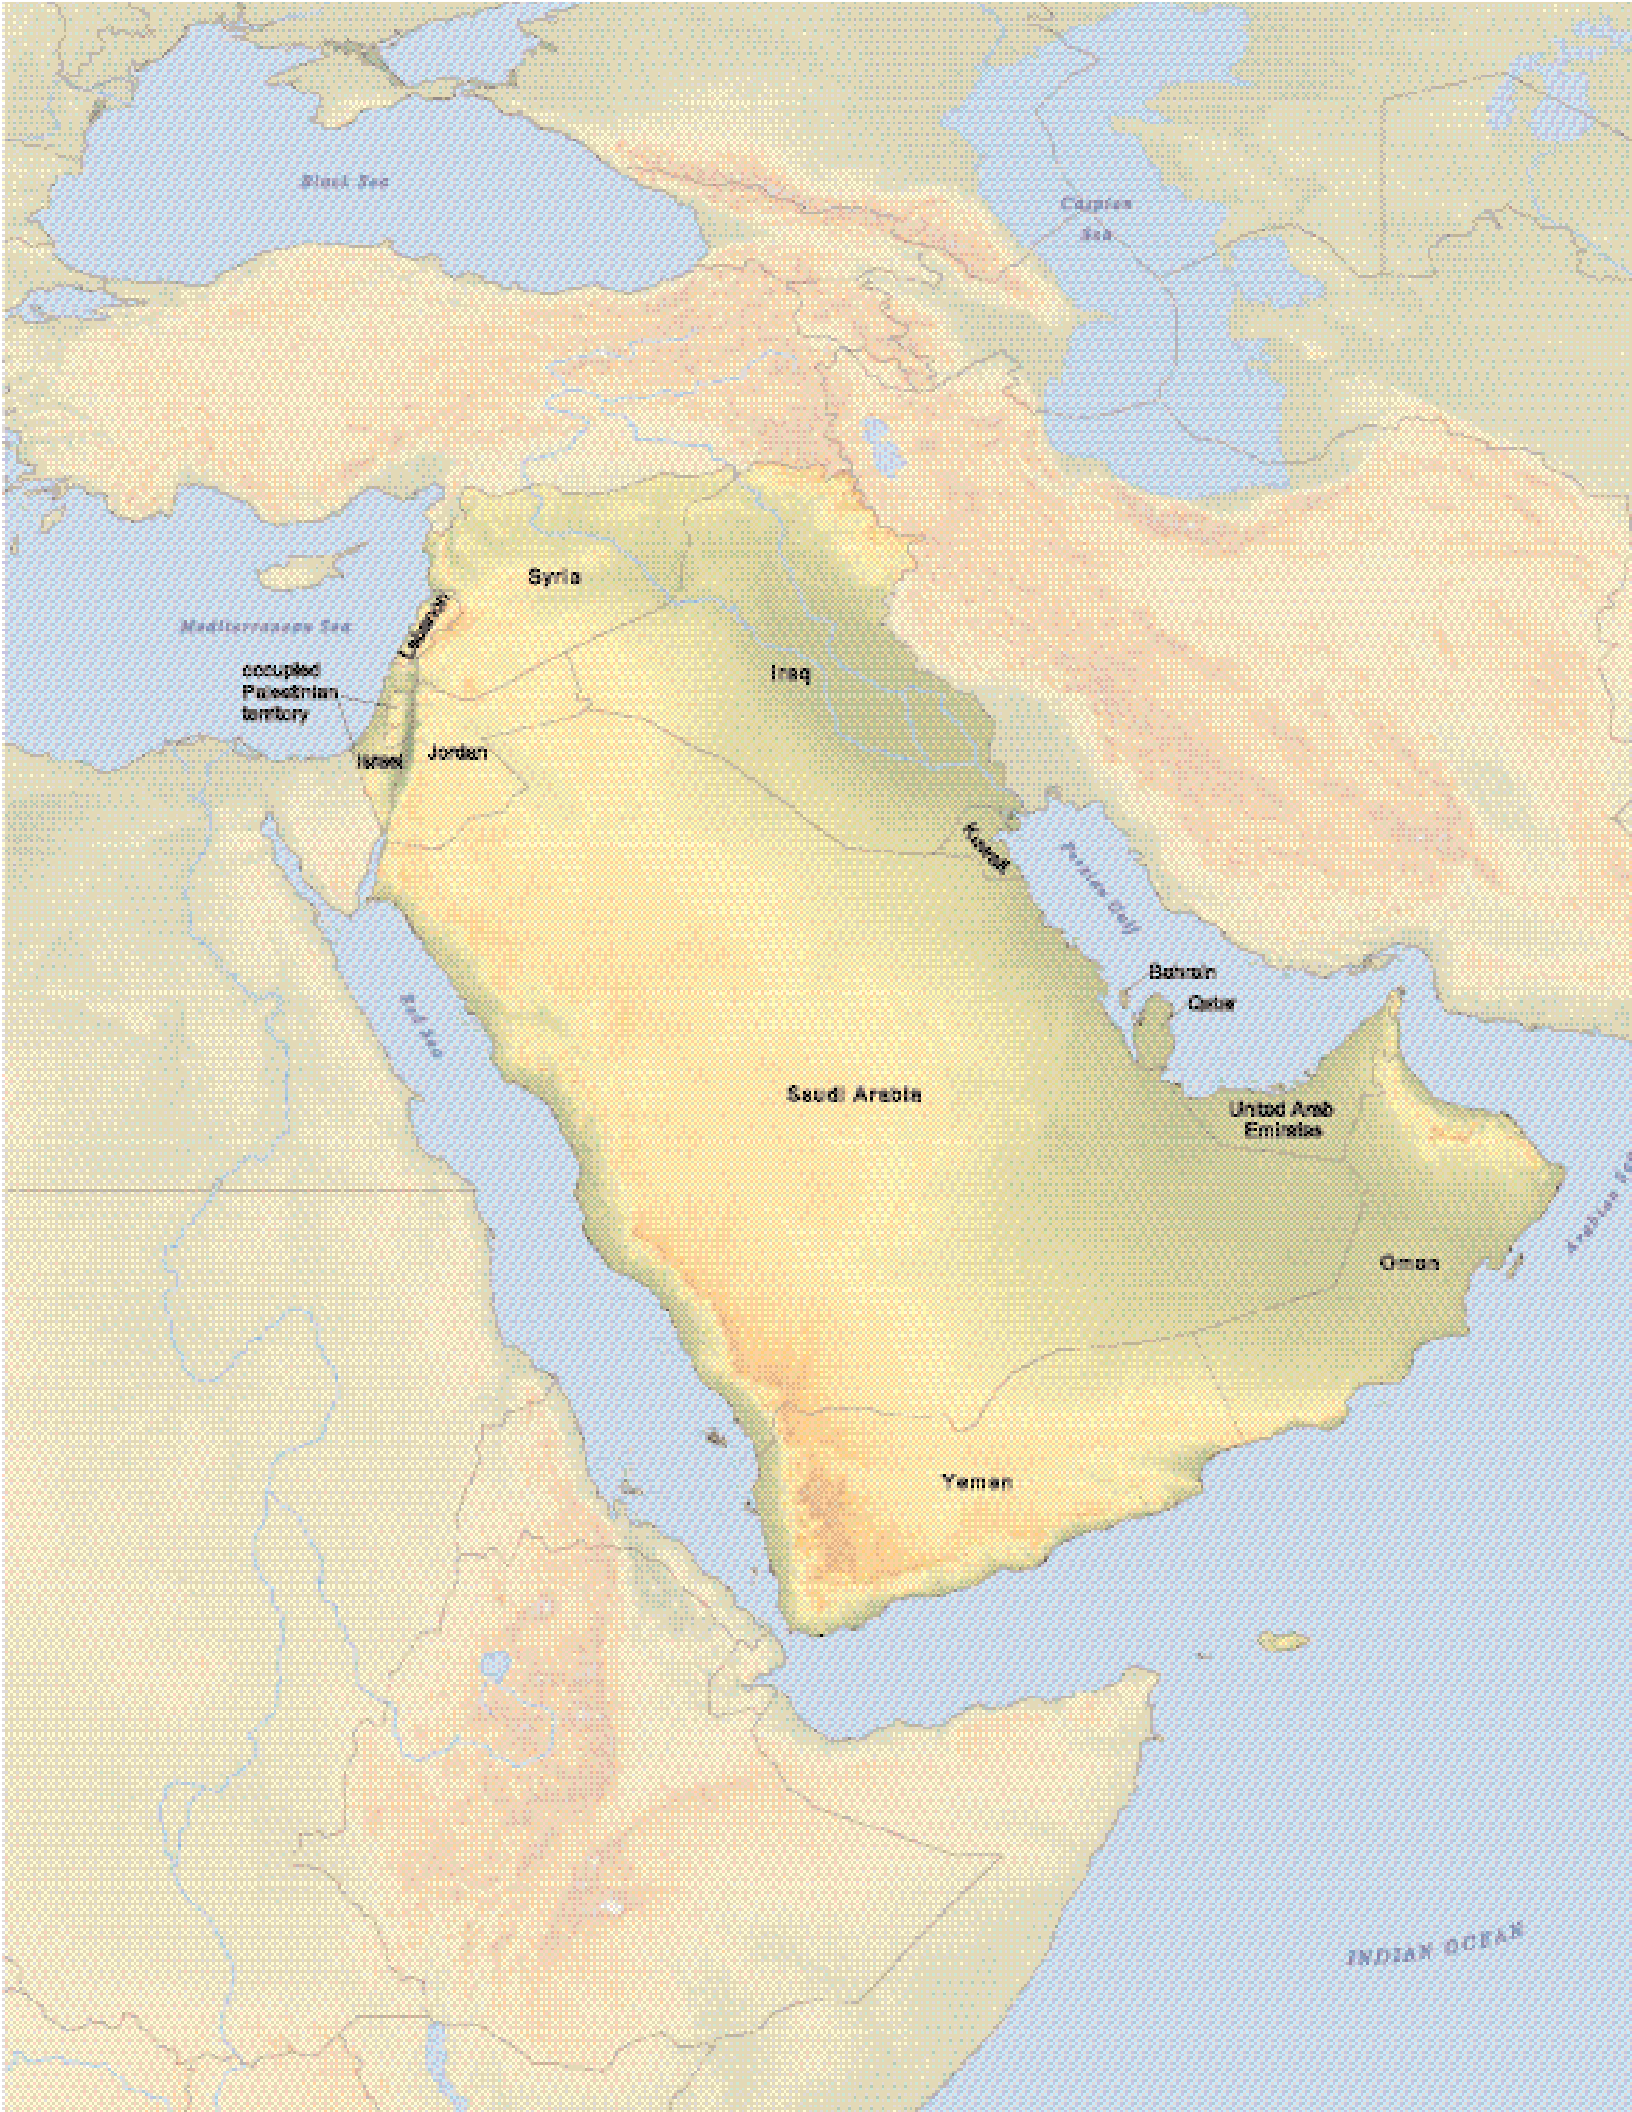 Black Sea
Caspian
Sea
Syria
Lebanon
Mediterranean Sea
occupied
Palestinian
territory
Iraq
Israel
Jordan
Kuwait
Persian Gulf
Bahrain
Qatar
Red Sea
Saudi Arabia
United Arab
Emirates
Arabian Sea
Oman
Yemen
INDIAN OCEAN